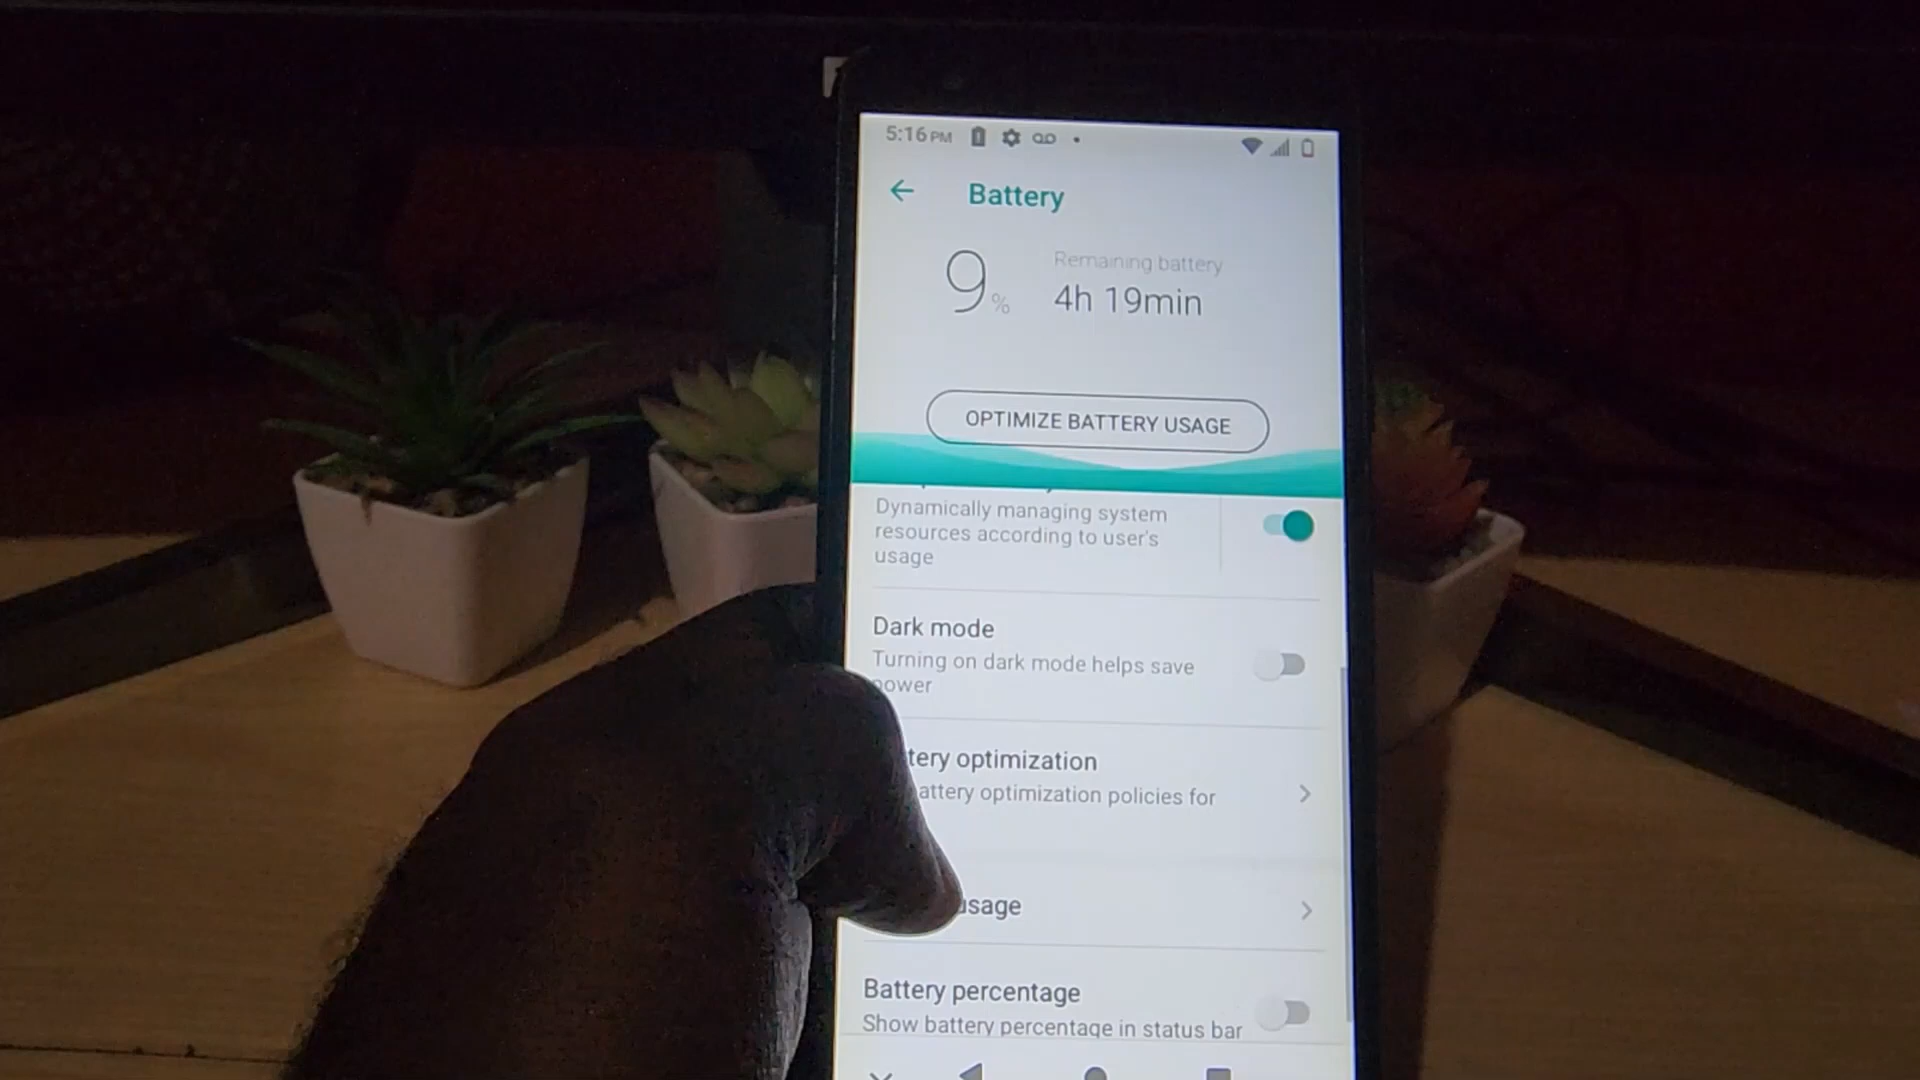 5:16 PM
Battery
9%
Remaining battery
4h 19min
OPTIMIZE BATTERY USAGE
Dynamically managing system
resources according to user's
usage
Dark mode
Turning on dark mode helps save
power
tery optimization
attery optimization policies for
usage
Battery percentage
Show battery percentage in status bar